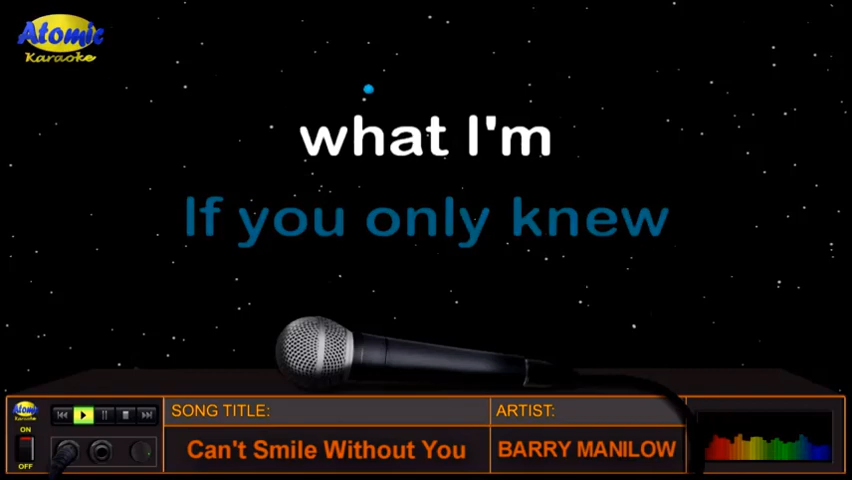 Atomic
Karaoke
what I'm
If you only knew
Atomic
Karaoke
ON
OFF
SONG TITLE:
ARTIST:
Can't Smile Without You
BARRY MANILOW